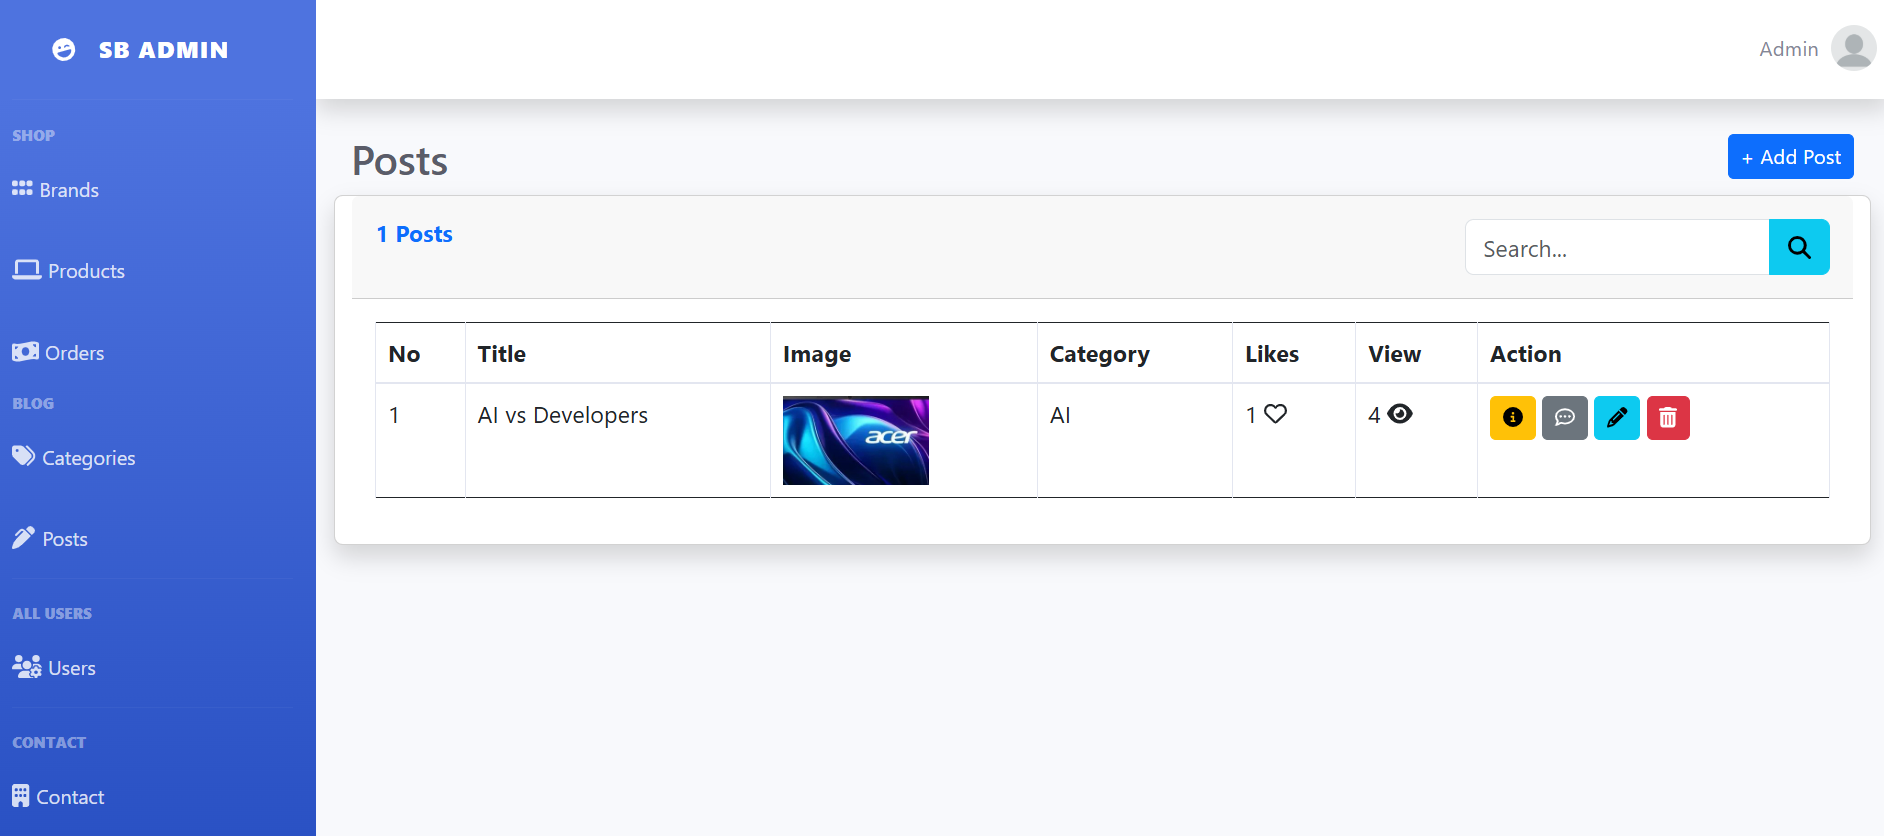 SB ADMIN
Admin
SHOP
Brands
Products
Orders
BLOG
Categories
Posts
ALL USERS
Users
CONTACT
Contact
Posts
+ Add Post
1 Posts
Search...
No Title Image Category Likes View Action
1 AI vs Developers acer AI 1 4